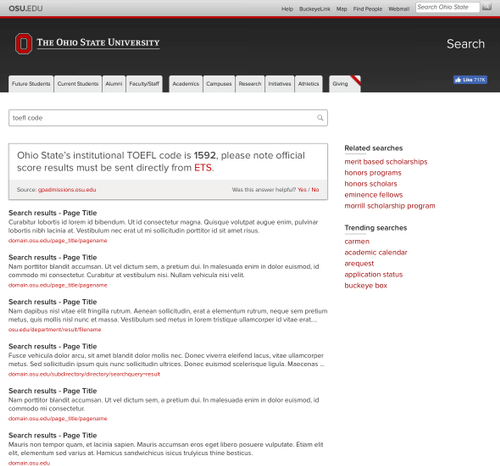 OSU.EDU
Help BuckeyeLink Map Find People Webmail Search Ohio State
THE OHIO STATE UNIVERSITY
Search
Future Students Current Students Alumni Faculty/Staff Academics Campuses Research Initiatives Athletics Giving
Like 717K
toefl code
Ohio State's institutional TOEFL code is 1592, please note official
score results must be sent directly from ETS.
Source: gpadmissions.osu.edu Was this answer helpful? Yes / No
Search results - Page Title
Curabitur lobortis id lorem id bibendum. Ut id consectetur magna. Quisque volutpat augue enim, pulvinar
lobortis nibh lacinia at. Vestibulum nec erat ut mi sollicitudin porttitor id sit amet risus.
domain.osu.edu/page_title/pagename
Search results - Page Title
Nam porttitor blandit accumsan. Ut vel dictum sem, a pretium dui. In malesuada enim in dolor euismod, id
commodo mi consectetur. Curabitur at vestibulum nisi. Nullam vehicula nisi velit.
domain.osu.edu/page_title/pagename
Search results - Page Title
Nam dapibus nisl vitae elit fringilla rutrum. Aenean sollicitudin, erat a elementum rutrum, neque sem pretium
metus, quis mollis nisl nunc et massa. Vestibulum sed metus in lorem tristique ullamcorper id vitae erat,...
osu.edu/department/result/filename
Search results - Page Title
Fusce vehicula dolor arcu, sit amet blandit dolor mollis nec. Donec viverra eleifend lacus, vitae ullamcorper
metus. Sed sollicitudin ipsum quis nunc sollicitudin ultrices. Donec euismod scelerisque ligula. Maecenas ...
domain.osu.edu/subdirectory/directory/searchquery=result
Search results - Page Title
Nam porttitor blandit accumsan. Ut vel dictum sem, a pretium dui. In malesuada enim in dolor euismod, id
commodo mi consectetur.
domain.osu.edu/page_title/pagename
Search results - Page Title
Mauris non tempor quam, et lacinia sapien. Mauris accumsan eros eget libero posuere vulputate. Etiam elit
elit, elementum sed varius at. Hamicus sandwichicus isicus trulyicus thine besticus.
domain.osu.edu
Related searches
merit based scholarships
honors programs
honors scholars
eminence fellows
morrill scholarship program
Trending searches
carmen
academic calendar
arequest
application status
buckeye box